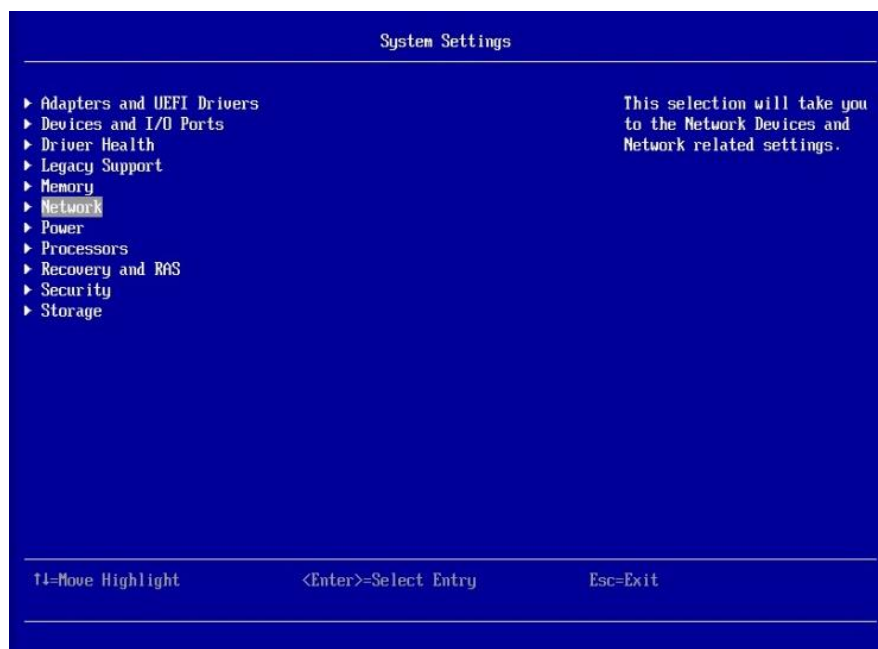 System Settings
▶ Adapters and UEFI Drivers
▶ Devices and I/O Ports
▶ Driver Health
▶ Legacy Support
▶ Memory
▶ Network
▶ Power
▶ Processors
▶ Recovery and RAS
▶ Security
▶ Storage
This selection will take you
to the Network Devices and
Network related settings.
↑↓=Move Highlight <Enter>=Select Entry Esc=Exit